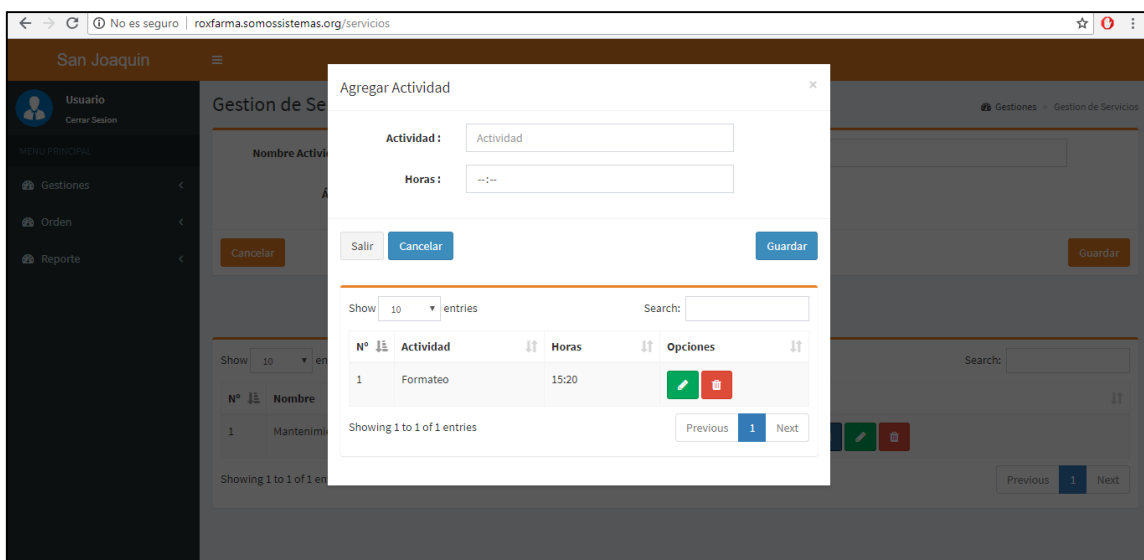 No es seguro | roxfarma.somossistemas.org/servicios
San Joaquin
Usuario
Cerrar Sesion
MENU PRINCIPAL
Gestiones
Orden
Reporte
Gestion de Se
Gestiones > Gestion de Servicios
Nombre Activi
Á
Cancelar
Guardar
Agregar Actividad ×
Actividad : Actividad
Horas : --:--
Salir Cancelar Guardar
Show 10 entries Search:
Nº Actividad Horas Opciones
1 Formateo 15:20
Showing 1 to 1 of 1 entries Previous 1 Next
Show 10 en Search:
Nº Nombre
1 Mantenimi
Showing 1 to 1 of 1 en Previous 1 Next